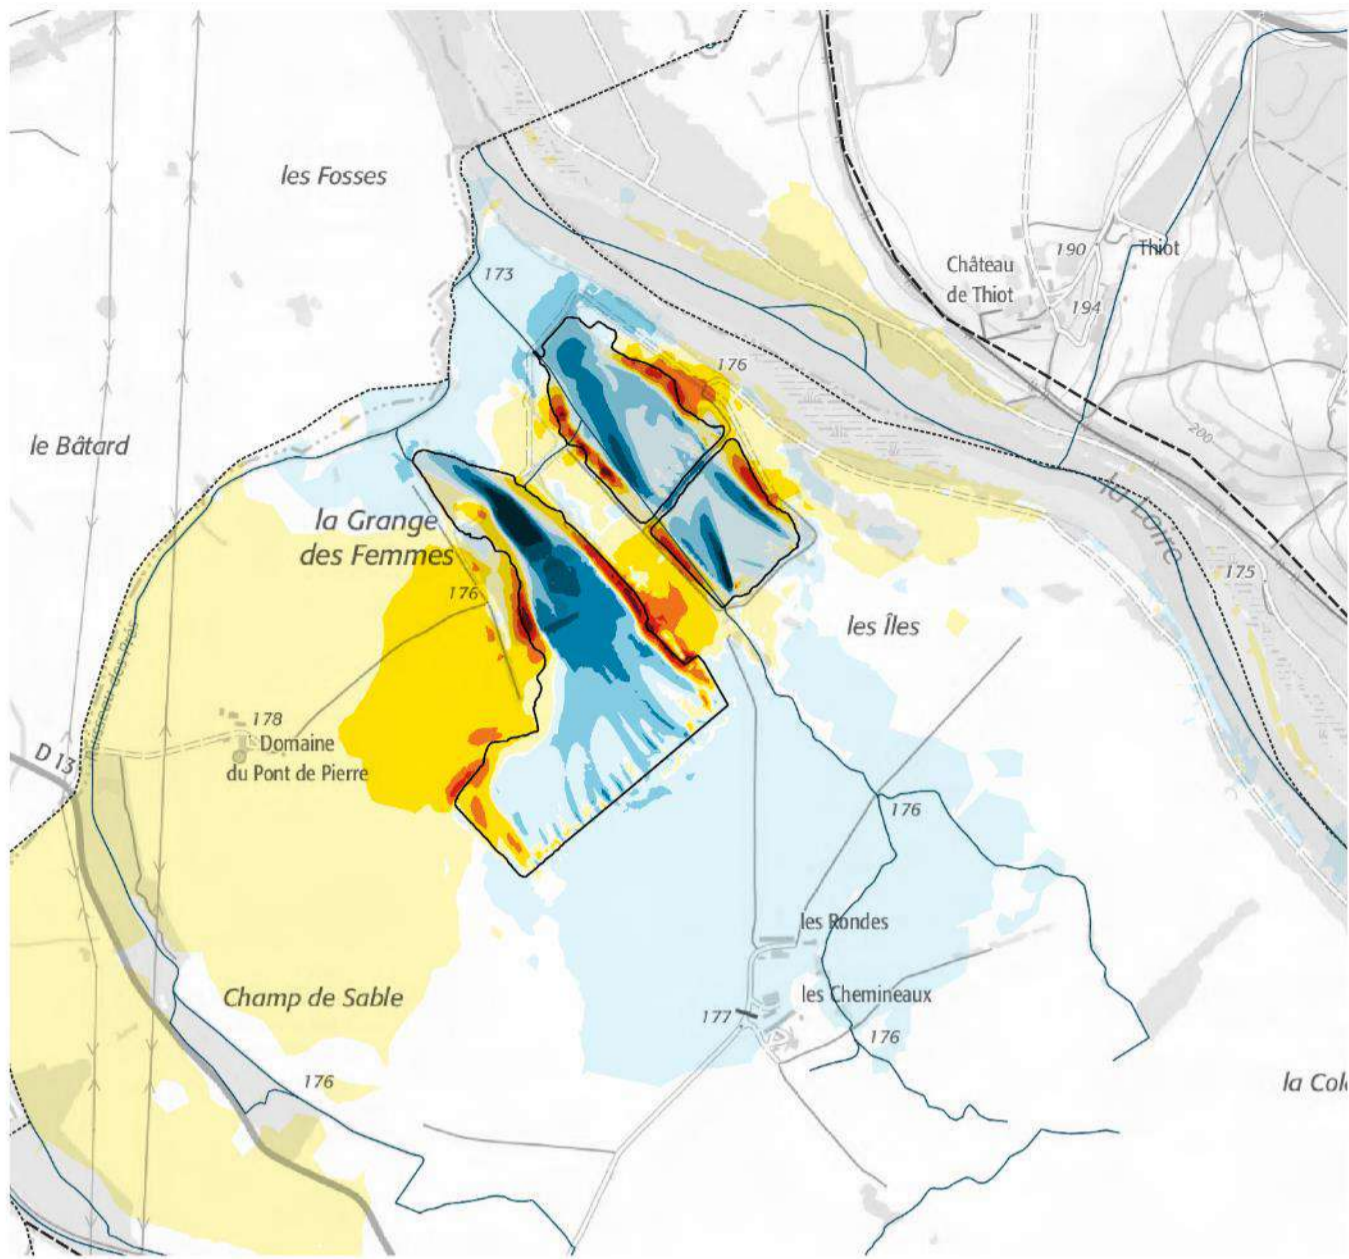 les Fosses
173
190
Thiot
Château
de Thiot
194
176
200
le Bâtard
la Loire
la Grange
des Femmes
175
176
les Îles
178
D 13
Domaine
du Pont de Pierre
176
les Rondes
Champ de Sable
les Chemineaux
177
176
176
la Col